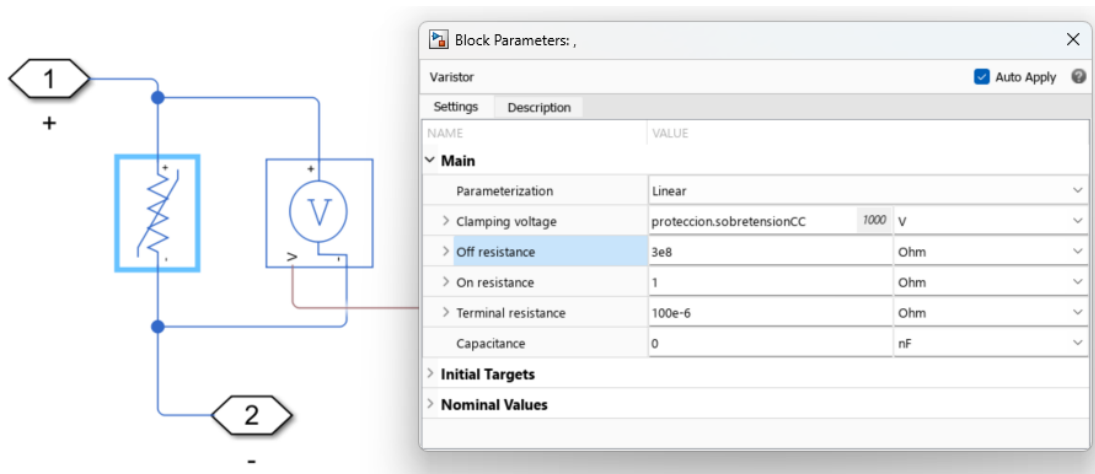 Block Parameters: ,
Varistor
Auto Apply
Settings Description
NAME VALUE
Main
Parameterization Linear
Clamping voltage proteccion.sobretensionCC 1000 V
Off resistance 3e8 Ohm
On resistance 1 Ohm
Terminal resistance 100e-6 Ohm
Capacitance 0 nF
Initial Targets
Nominal Values
1
+
+
-
+
V
V
-
2
-